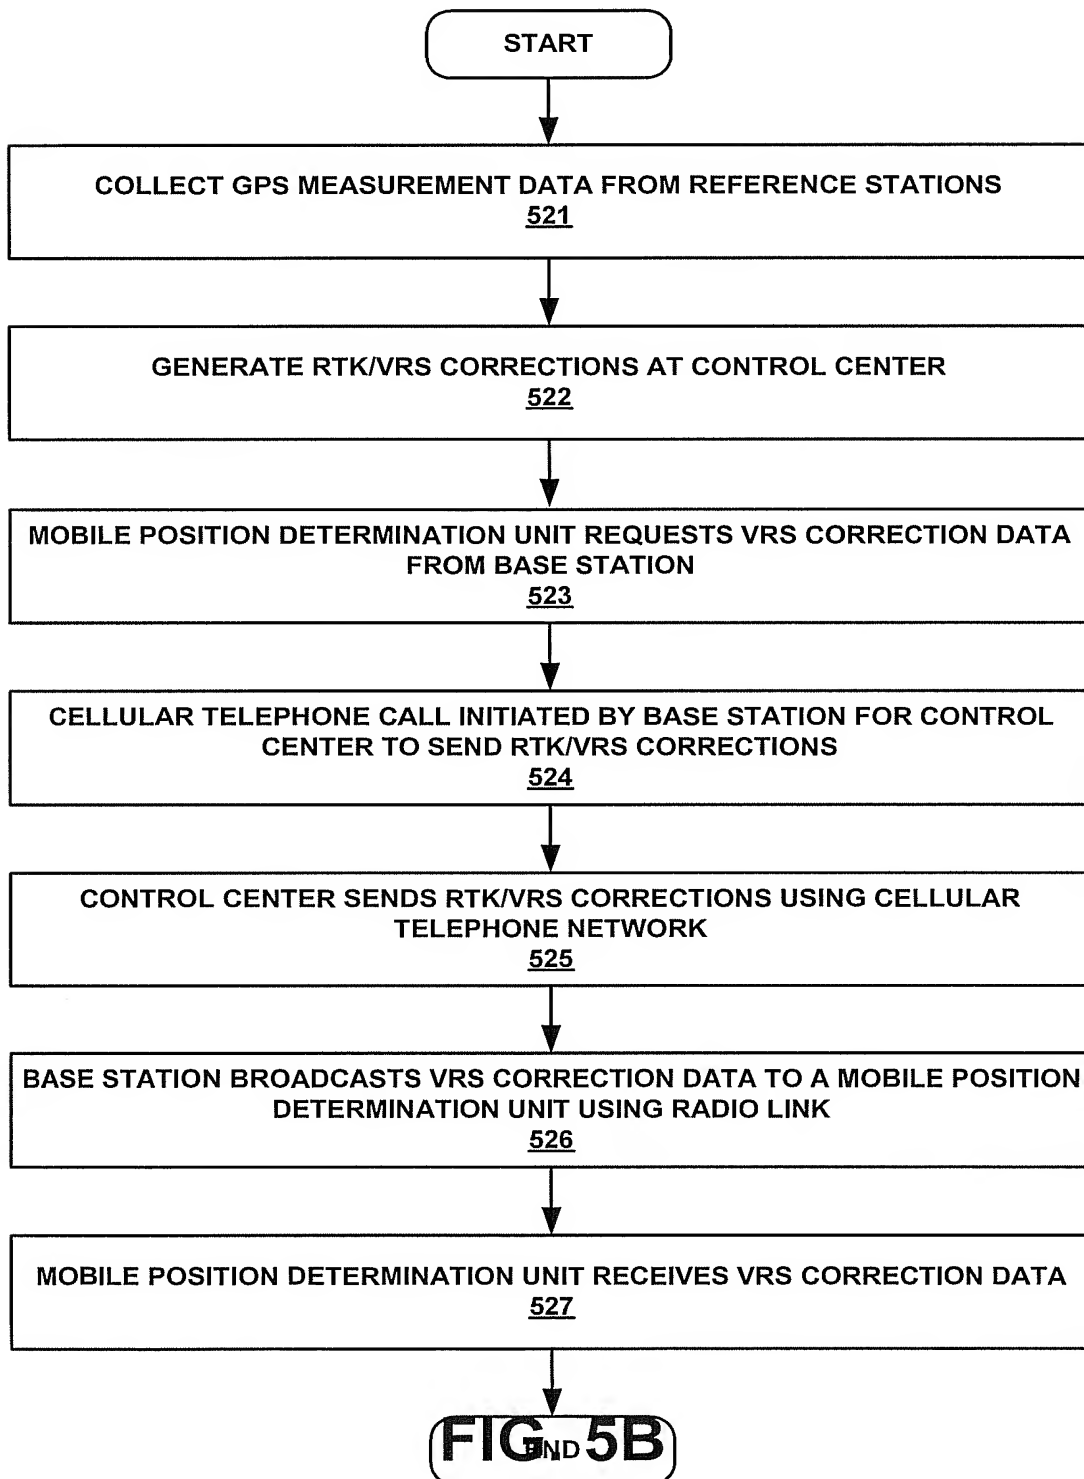 START
COLLECT GPS MEASUREMENT DATA FROM REFERENCE STATIONS
521
GENERATE RTK/VRS CORRECTIONS AT CONTROL CENTER
522
MOBILE POSITION DETERMINATION UNIT REQUESTS VRS CORRECTION DATA
FROM BASE STATION
523
CELLULAR TELEPHONE CALL INITIATED BY BASE STATION FOR CONTROL
CENTER TO SEND RTK/VRS CORRECTIONS
524
CONTROL CENTER SENDS RTK/VRS CORRECTIONS USING CELLULAR
TELEPHONE NETWORK
525
BASE STATION BROADCASTS VRS CORRECTION DATA TO A MOBILE POSITION
DETERMINATION UNIT USING RADIO LINK
526
MOBILE POSITION DETERMINATION UNIT RECEIVES VRS CORRECTION DATA
527
END
FIG. 5B